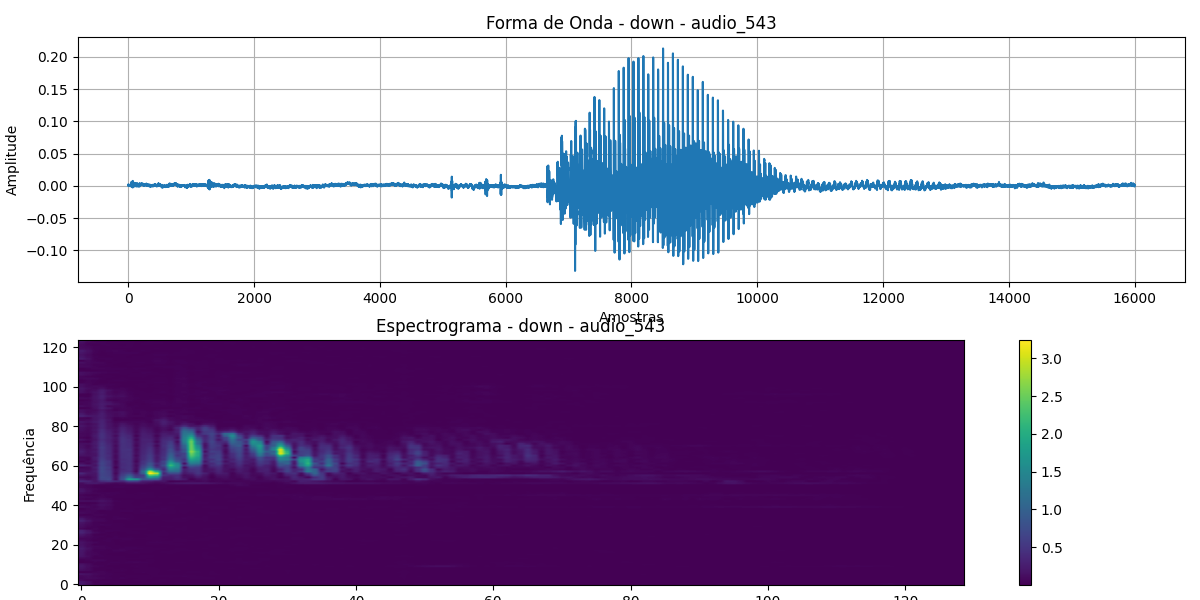 Forma de Onda - down - audio_543
Amplitude
0.20
0.15
0.10
0.05
0.00
−0.05
−0.10
0 2000 4000 6000 8000 10000 12000 14000 16000
Amostras
Espectrograma - down - audio_543
Frequência
120
100
80
60
40
20
0
0 20 40 60 80 100 120
3.0
2.5
2.0
1.5
1.0
0.5